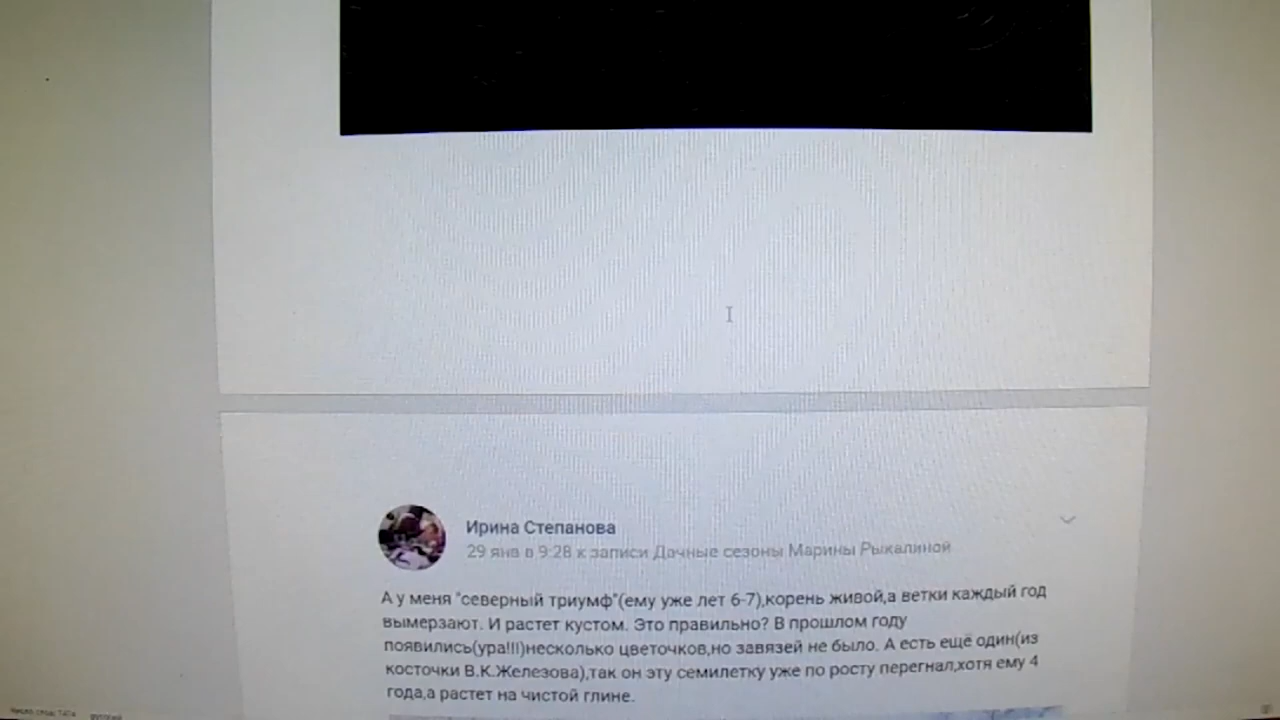 Ирина Степанова
29 янв в 9:28 к записи Дачные сезоны Марины Рыкалиной
А у меня "северный триумф"(ему уже лет 6-7),корень живой,а ветки каждый год
вымерзают. И растет кустом. Это правильно? В прошлом году
появились(ура!!!)несколько цветочков,но завязей не было. А есть ещё один(из
косточки В.К.Железова),так он эту семилетку уже по росту перегнал,хотя ему 4
года,а растет на чистой глине.